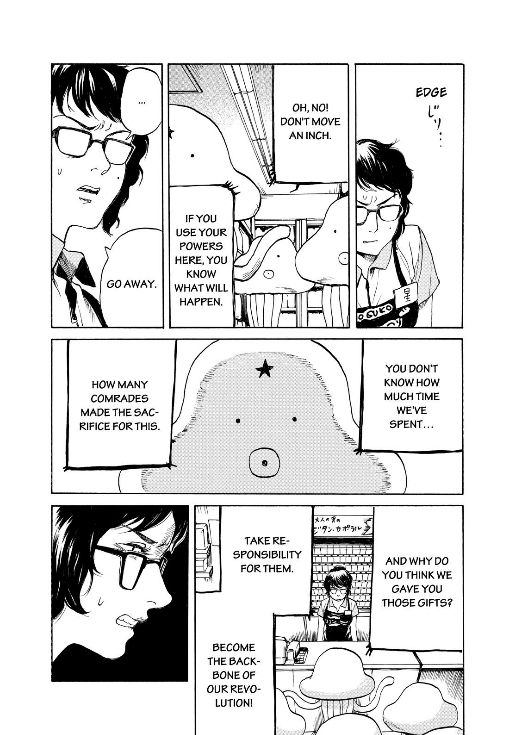 EDGE
じリ…
OH, NO!
DON'T MOVE
AN INCH.
IF YOU
USE YOUR
POWERS
HERE, YOU
KNOW
WHAT WILL
HAPPEN.
...
GO AWAY.
YOU DON'T
KNOW HOW
MUCH TIME
WE'VE
SPENT...
HOW MANY
COMRADES
MADE THE SAC-
RIFICE FOR THIS.
AND WHY DO
YOU THINK WE
GAVE YOU
THOSE GIFTS?
TAKE RE-
SPONSIBILITY
FOR THEM.
BECOME
THE BACK-
BONE OF
OUR REVO-
LUTION!